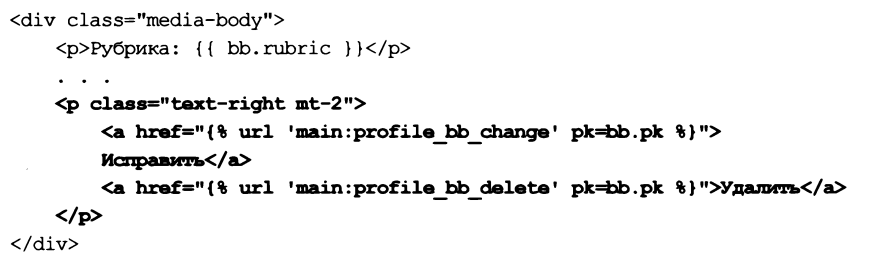 <div class="media-body">
<p>Рубрика: {{ bb.rubric }}</p>
. . .
<p class="text-right mt-2">
<a href="{% url 'main:profile_bb_change' pk=bb.pk %}">
Исправить</a>
<a href="{% url 'main:profile_bb_delete' pk=bb.pk %}">Удалить</a>
</p>
</div>